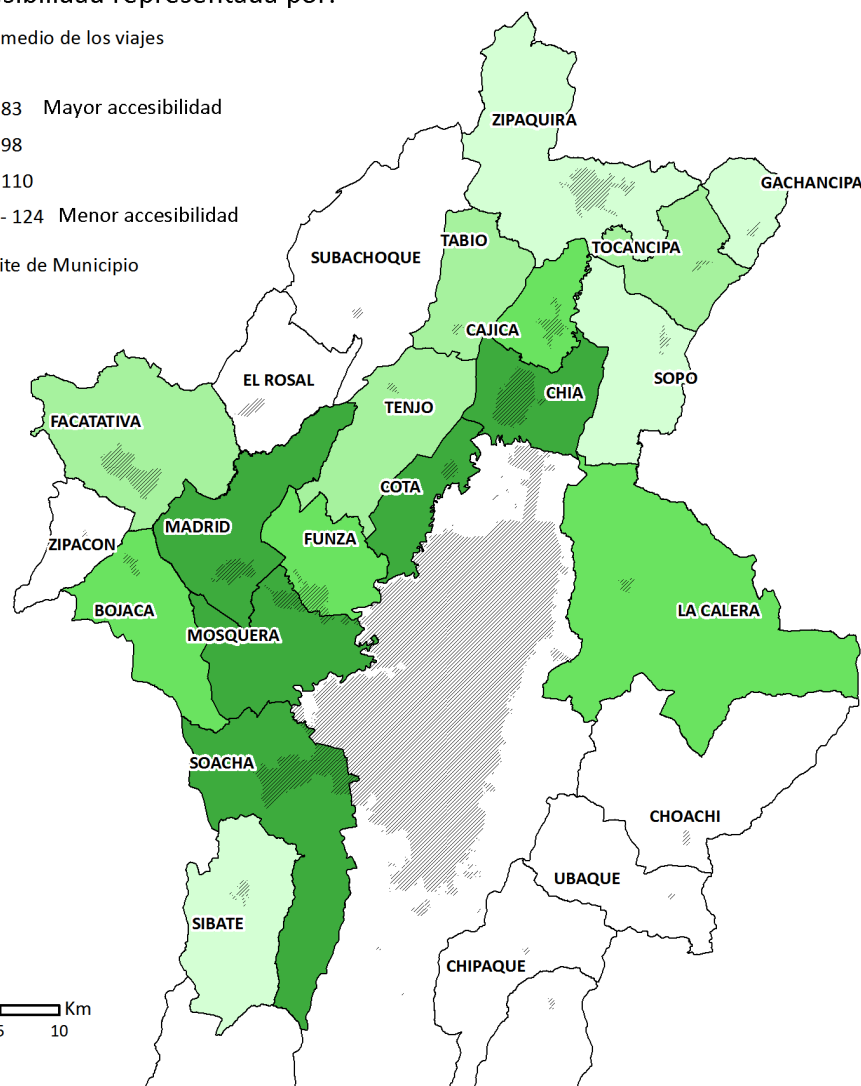 medio de los viajes
83 Mayor accesibilidad
98
110
- 124 Menor accesibilidad
ite de Municipio
ZIPAQUIRA
GACHANCIPA
TABIO
TOCANCIPA
SUBACHOQUE
CAJICA
EL ROSAL
SOPO
CHIA
TENJO
FACATATIVA
COTA
MADRID
FUNZA
ZIPACON
BOJACA
LA CALERA
MOSQUERA
SOACHA
CHOACHI
UBAQUE
SIBATE
CHIPAQUE
Km
5 10